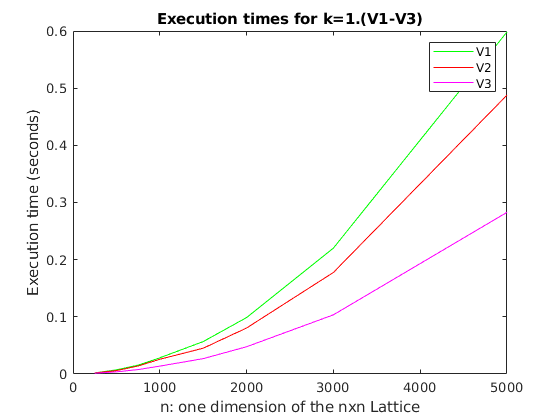 Execution times for k=1.(V1-V3)
V1
V2
V3
0.6
0.5
0.4
0.3
0.2
0.1
0
Execution time (seconds)
0 1000 2000 3000 4000 5000
n: one dimension of the nxn Lattice